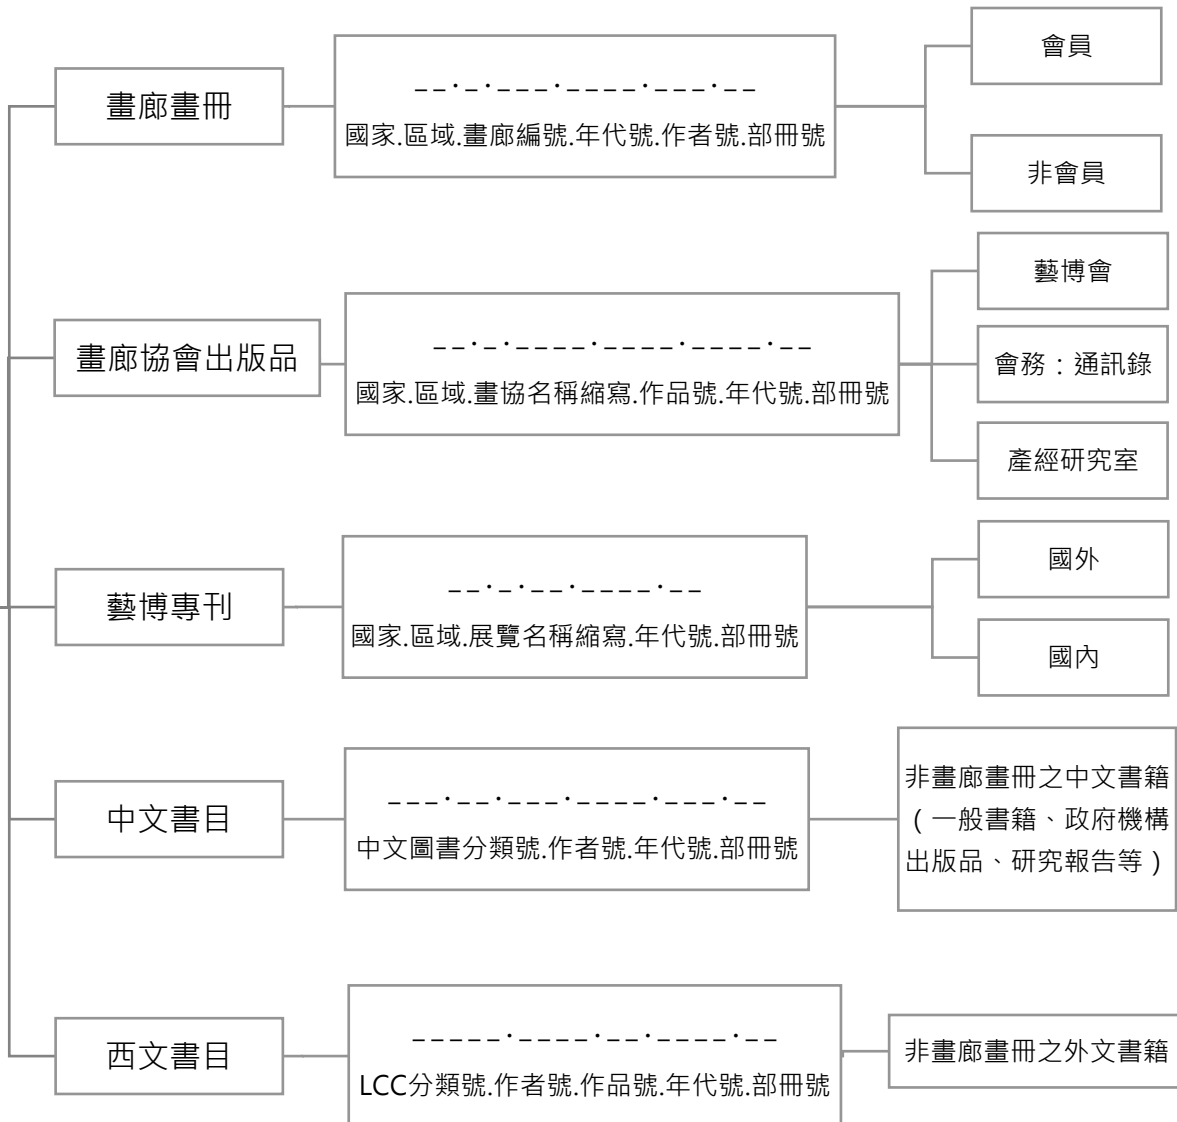 畫廊畫冊
__._.___.____.___.__
國家.區域.畫廊編號.年代號.作者號.部冊號
會員
非會員
畫廊協會出版品
__._.____.____.____.__
國家.區域.畫協名稱縮寫.作品號.年代號.部冊號
藝博會
會務：通訊錄
產經研究室
藝博專刊
__._.__.____.__
國家.區域.展覽名稱縮寫.年代號.部冊號
國外
國內
中文書目
___.__.___.____.___.__
中文圖書分類號.作者號.年代號.部冊號
非畫廊畫冊之中文書籍
（一般書籍、政府機構
出版品、研究報告等）
西文書目
_____.____.__.____.__
LCC分類號.作者號.作品號.年代號.部冊號
非畫廊畫冊之外文書籍